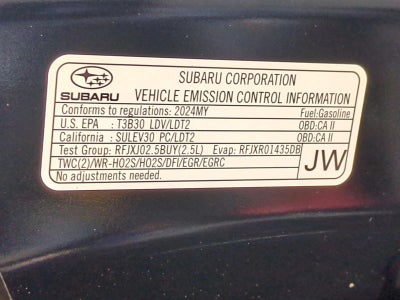 SUBARU CORPORATION
SUBARU VEHICLE EMISSION CONTROL INFORMATION
Conforms to regulations: 2024MY Fuel:Gasoline
U.S. EPA : T3B30 LDV/LDT2 OBD:CA II
California : SULEV30 PC/LDT2 OBD:CA II
Test Group: RFJXJ02.5BUY(2.5L) Evap: RFJXR01435DB
TWC(2)/WR-HO2S/HO2S/DFI/EGR/EGRC
No adjustments needed. JW